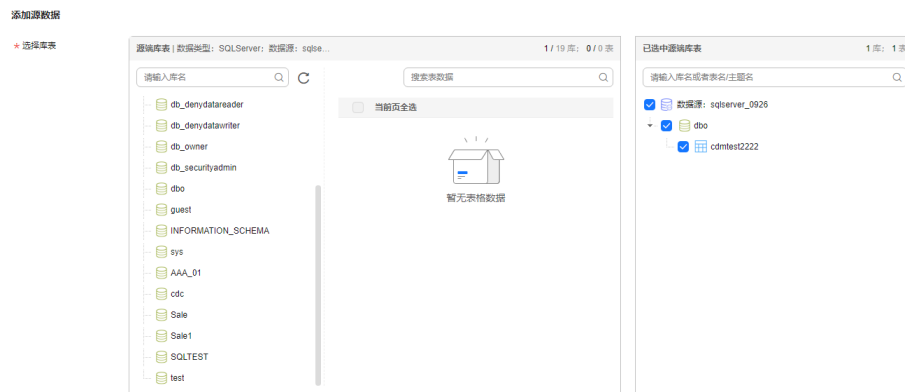 添加源数据
* 选择库表
源端库表 | 数据类型：SQLServer；数据源：sqlse...
1 / 19 库； 0 / 0 表
请输入库名
搜索表数据
当前页全选
暂无表格数据
db_denydatareader
db_denydatawriter
db_owner
db_securityadmin
dbo
guest
INFORMATION_SCHEMA
sys
AAA_01
cdc
Sale
Sale1
SQLTEST
test
已选中源端库表
1 库； 1 表
请输入库名或者表名/主题名
数据源：sqlserver_0926
dbo
cdmtest2222